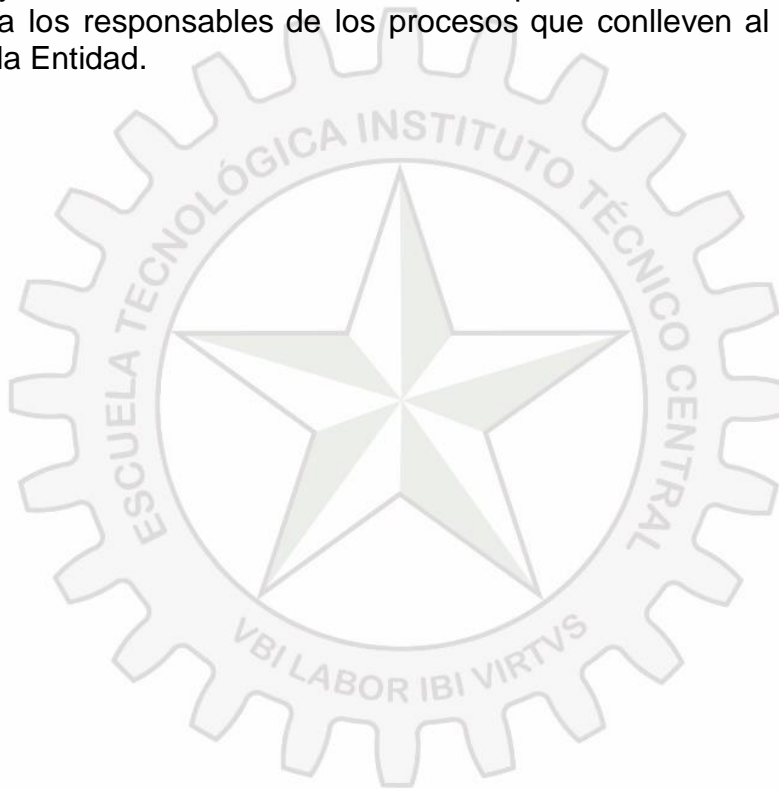 a los responsables de los procesos que conlleven al
la Entidad.
ESCUELA TECNOLÓGICA INSTITUTO TÉCNICO CENTRAL
VBI LABOR IBI VIRTVS